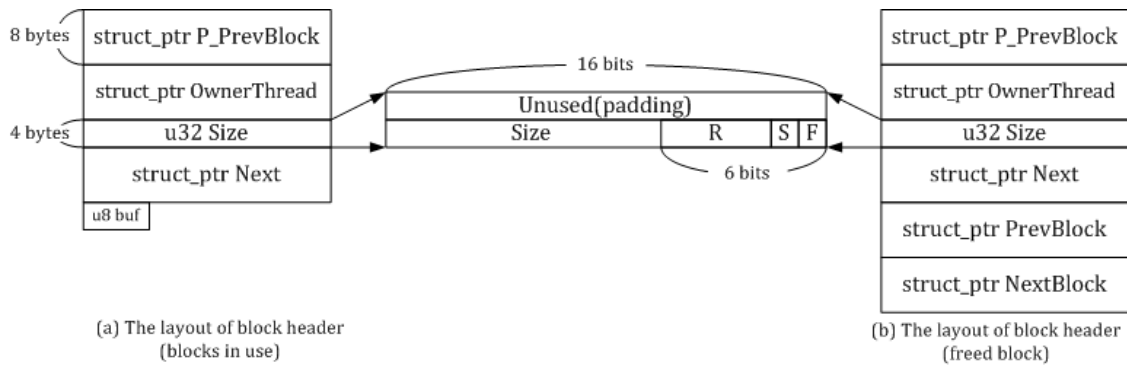 8 bytes
struct_ptr P_PrevBlock
struct_ptr OwnerThread
4 bytes
u32 Size
struct_ptr Next
u8 buf
(a) The layout of block header
(blocks in use)
16 bits
Unused(padding)
Size R S F
6 bits
struct_ptr P_PrevBlock
struct_ptr OwnerThread
u32 Size
struct_ptr Next
struct_ptr PrevBlock
struct_ptr NextBlock
(b) The layout of block header
(freed block)